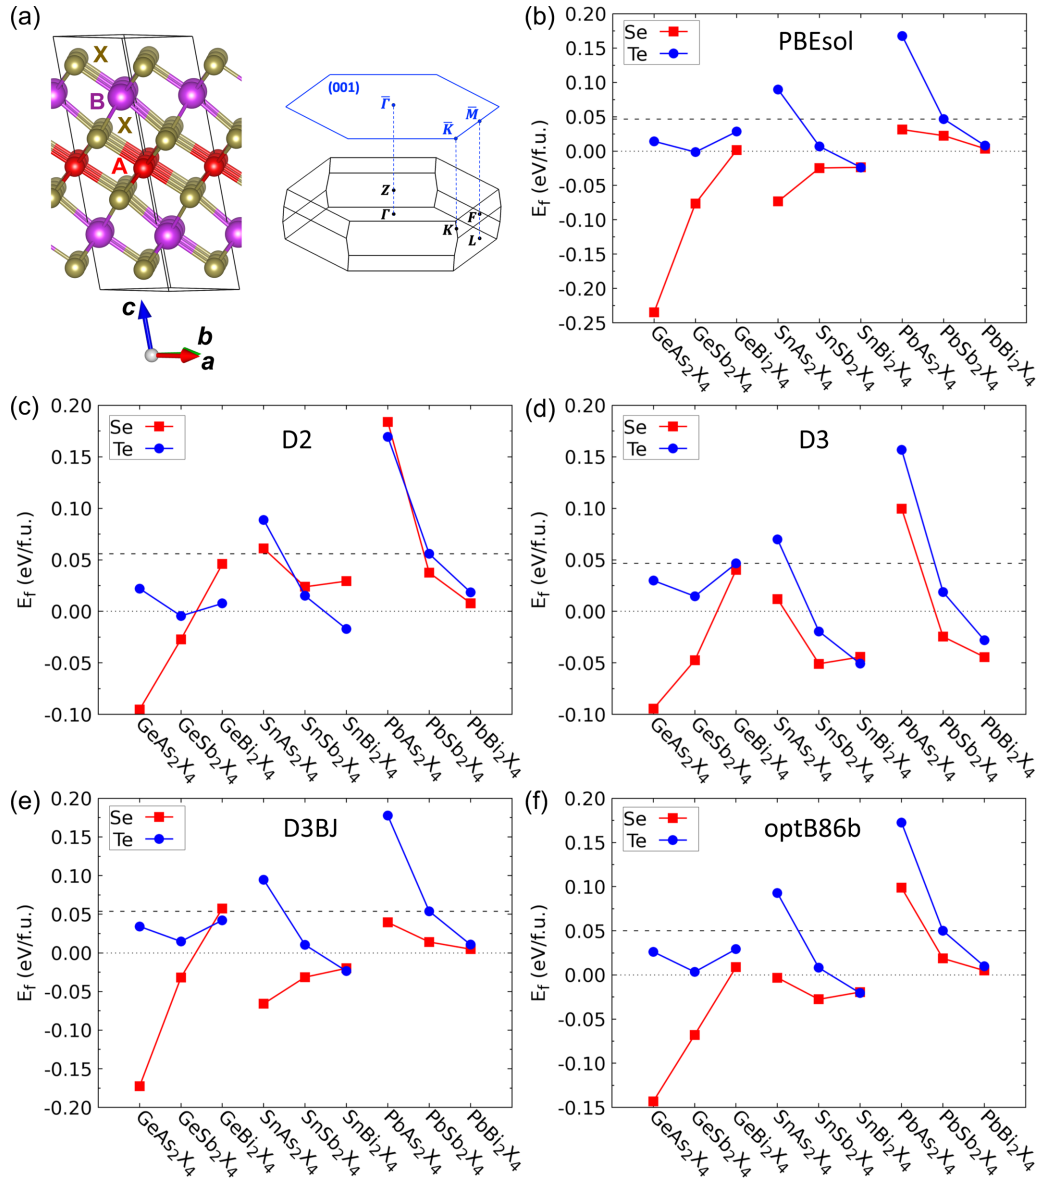 (a)
X
B
X
A
c
b
a
(001)
Γ̅
M̅
K̅
Z
Γ
F
K
L
(b)
PBEsol
Se
Te
E_f (eV/f.u.)
0.20
0.15
0.10
0.05
0.00
-0.05
-0.10
-0.15
-0.20
-0.25
GeAs₂X₄
GeSb₂X₄
GeBi₂X₄
SnAs₂X₄
SnSb₂X₄
SnBi₂X₄
PbAs₂X₄
PbSb₂X₄
PbBi₂X₄
(c)
D2
Se
Te
E_f (eV/f.u.)
0.20
0.15
0.10
0.05
0.00
-0.05
-0.10
GeAs₂X₄
GeSb₂X₄
GeBi₂X₄
SnAs₂X₄
SnSb₂X₄
SnBi₂X₄
PbAs₂X₄
PbSb₂X₄
PbBi₂X₄
(d)
D3
Se
Te
E_f (eV/f.u.)
0.20
0.15
0.10
0.05
0.00
-0.05
-0.10
GeAs₂X₄
GeSb₂X₄
GeBi₂X₄
SnAs₂X₄
SnSb₂X₄
SnBi₂X₄
PbAs₂X₄
PbSb₂X₄
PbBi₂X₄
(e)
D3BJ
Se
Te
E_f (eV/f.u.)
0.20
0.15
0.10
0.05
0.00
-0.05
-0.10
-0.15
-0.20
GeAs₂X₄
GeSb₂X₄
GeBi₂X₄
SnAs₂X₄
SnSb₂X₄
SnBi₂X₄
PbAs₂X₄
PbSb₂X₄
PbBi₂X₄
(f)
optB86b
Se
Te
E_f (eV/f.u.)
0.20
0.15
0.10
0.05
0.00
-0.05
-0.10
-0.15
GeAs₂X₄
GeSb₂X₄
GeBi₂X₄
SnAs₂X₄
SnSb₂X₄
SnBi₂X₄
PbAs₂X₄
PbSb₂X₄
PbBi₂X₄